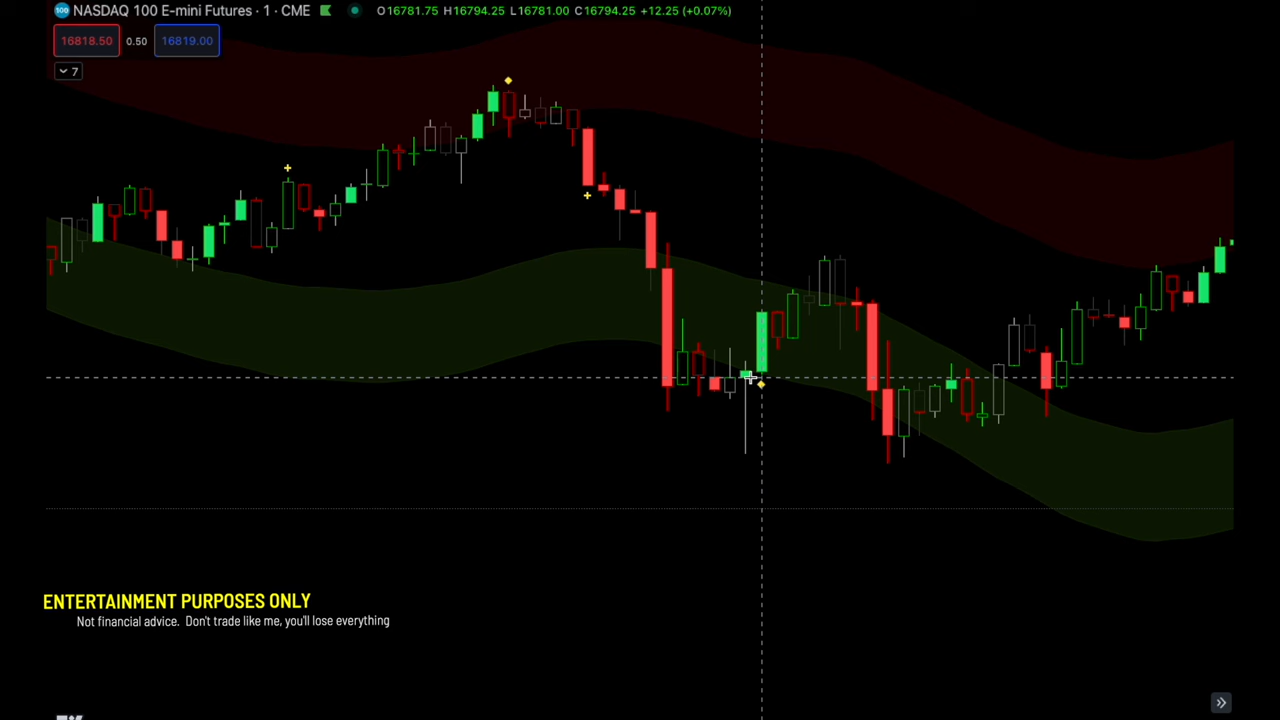 100 NASDAQ 100 E-mini Futures · 1 · CME O16781.75 H16794.25 L16781.00 C16794.25 +12.25 (+0.07%)
16818.50 0.50 16819.00
7
ENTERTAINMENT PURPOSES ONLY
Not financial advice. Don't trade like me, you'll lose everything